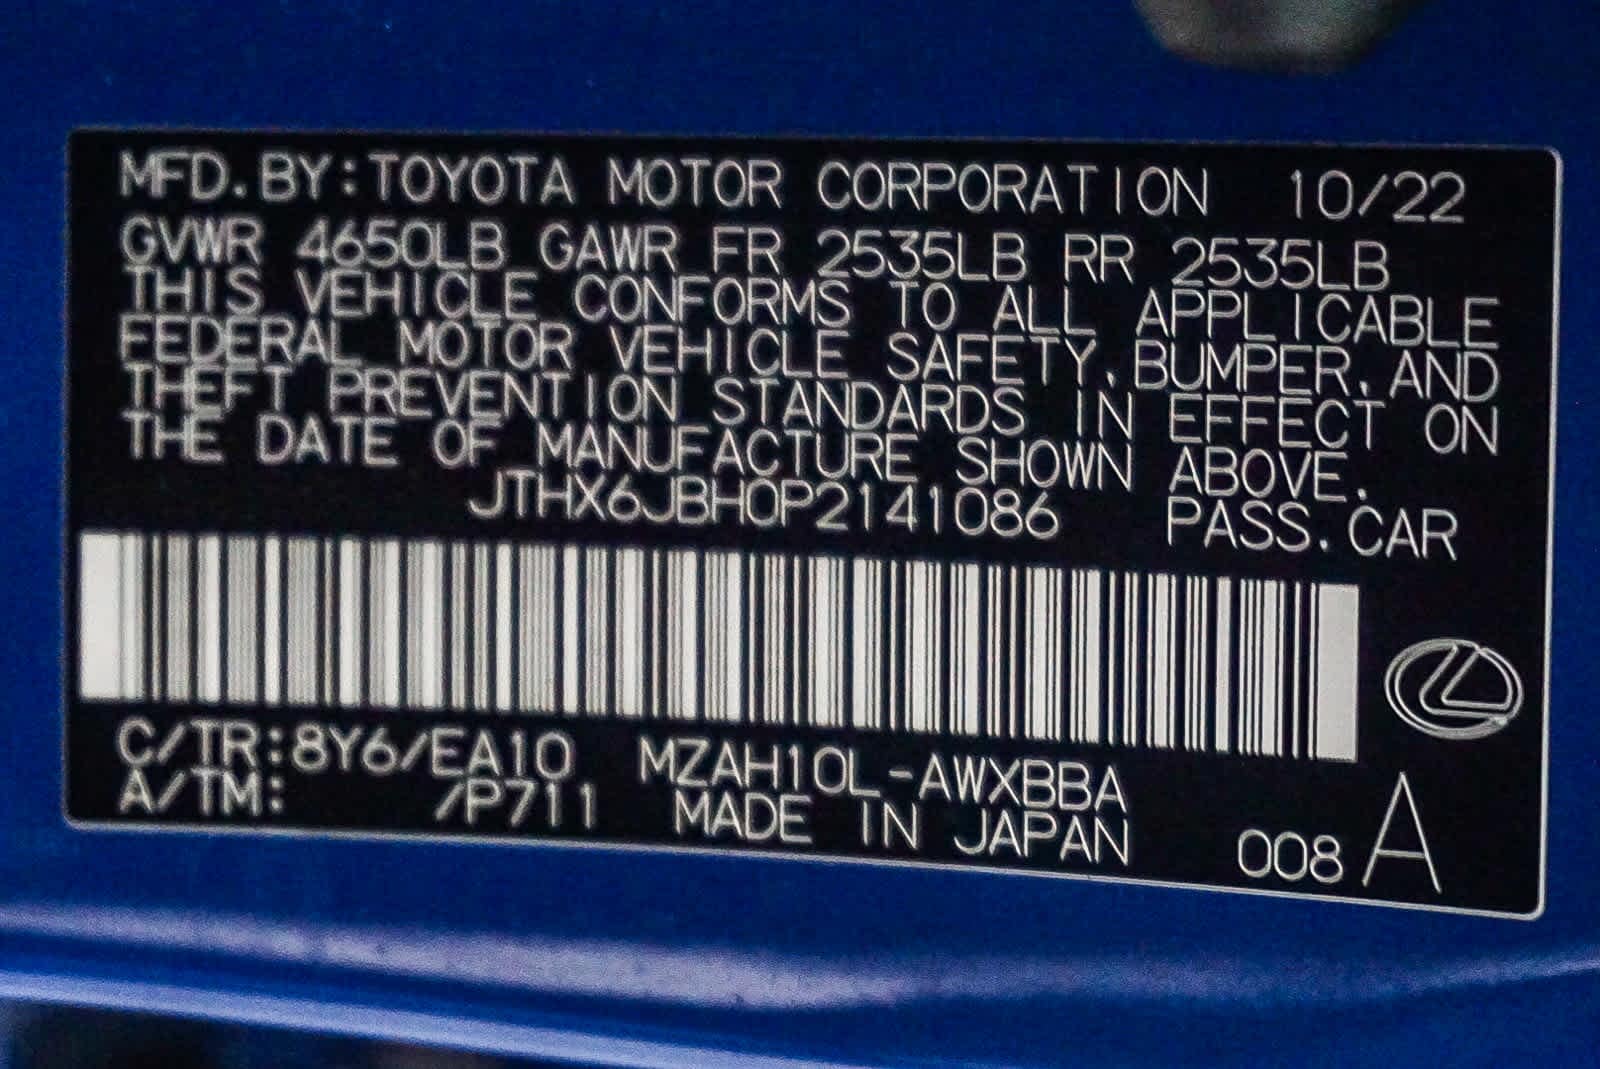 MFD.BY:TOYOTA MOTOR CORPORATION 10/22
GVWR 4650LB GAWR FR 2535LB RR 2535LB
THIS VEHICLE CONFORMS TO ALL APPLICABLE
FEDERAL MOTOR VEHICLE SAFETY,BUMPER,AND
THEFT PREVENTION STANDARDS IN EFFECT ON
THE DATE OF MANUFACTURE SHOWN ABOVE.
JTHX6JBH0P2141086 PASS.CAR
C/TR:8Y6/EA10 MZAH10L-AWXBBA
A/TM: /P711 MADE IN JAPAN 008 A